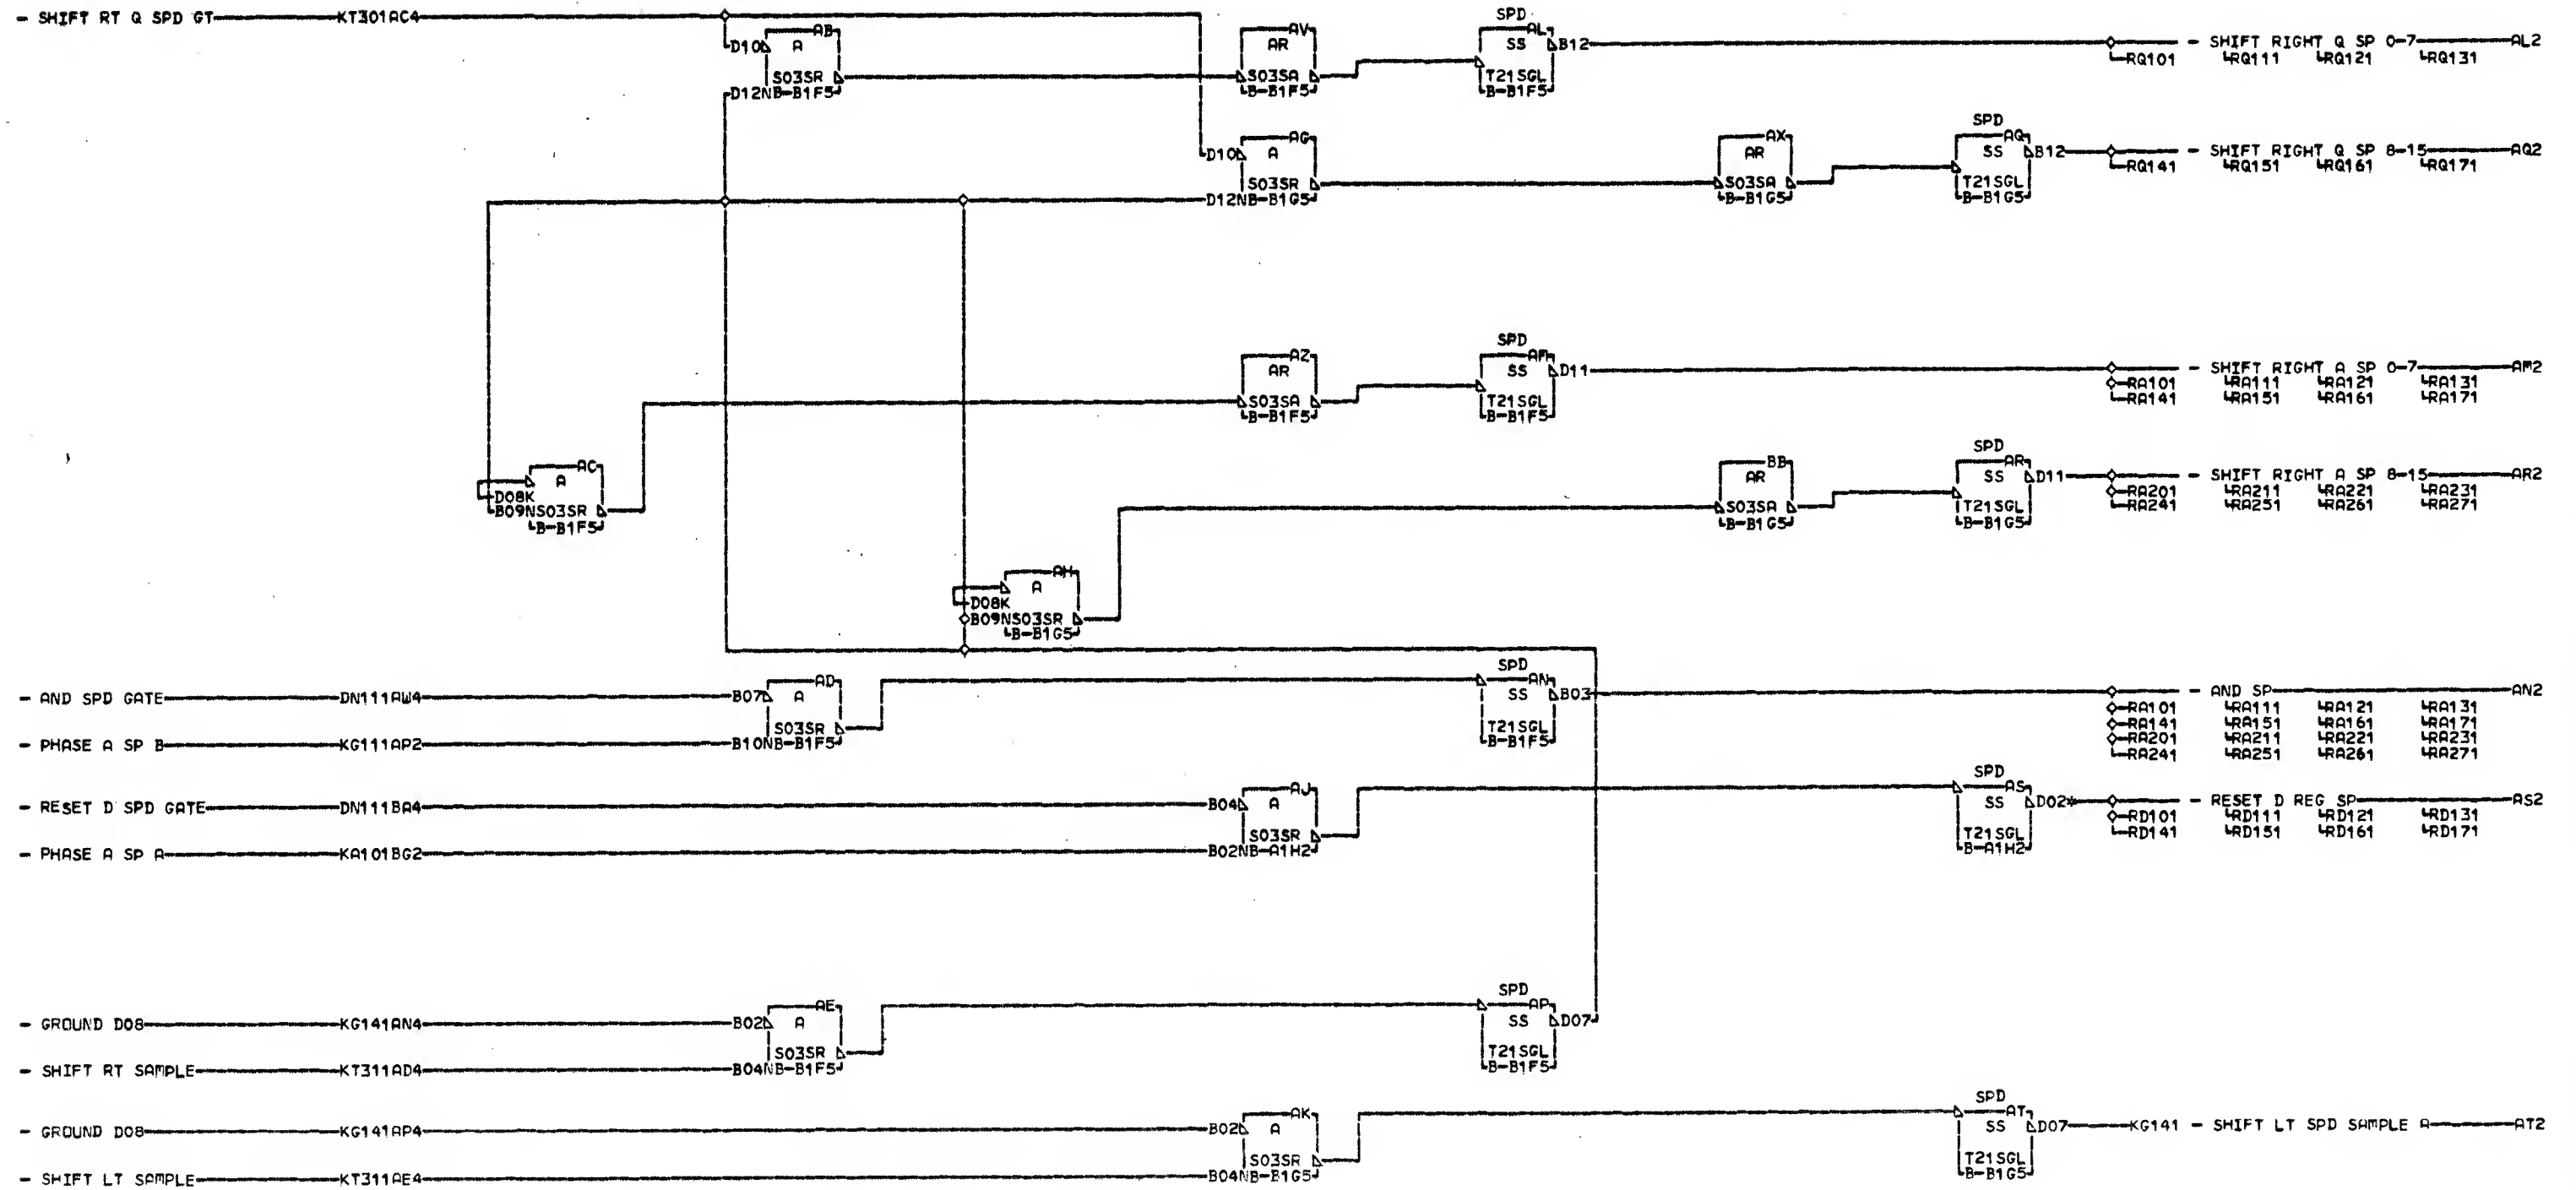 - SHIFT RT Q SPD GT KT301AC4
D10 A AB
S03SR
D12NB-B1F5
AV
AR
S03SA
B-B1F5
SPD
AL
SS B12
T21SGL
B-B1F5
- SHIFT RIGHT Q SP 0-7 AL2
RQ101 RQ111 RQ121 RQ131
D10 A AG
S03SR
D12NB-B1G5
AX
AR
S03SA
B-B1G5
SPD
AQ
SS B12
T21SGL
B-B1G5
- SHIFT RIGHT Q SP 8-15 AQ2
RQ141 RQ151 RQ161 RQ171
AZ
AR
S03SA
B-B1F5
SPD
AM
SS D11
T21SGL
B-B1F5
- SHIFT RIGHT A SP 0-7 AM2
RA101 RA111 RA121 RA131
RA141 RA151 RA161 RA171
AC
A
D08K
B09NS03SR
B-B1F5
BB
AR
S03SA
B-B1G5
SPD
AR
SS D11
T21SGL
B-B1G5
- SHIFT RIGHT A SP 8-15 AR2
RA201 RA211 RA221 RA231
RA241 RA251 RA261 RA271
AH
A
D08K
B09NS03SR
B-B1G5
- AND SPD GATE DN111AW4 B07 A AD
S03SR
- PHASE A SP B KG111AP2 B10NB-B1F5
SPD
AN
SS B03
T21SGL
B-B1F5
- AND SP AN2
RA101 RA111 RA121 RA131
RA141 RA151 RA161 RA171
RA201 RA211 RA221 RA231
RA241 RA251 RA261 RA271
- RESET D SPD GATE DN111BA4 B04 A AJ
S03SR
- PHASE A SP A KA101BG2 B02NB-A1H2
SPD
AS
SS D02*
T21SGL
B-A1H2
- RESET D REG SP AS2
RD101 RD111 RD121 RD131
RD141 RD151 RD161 RD171
- GROUND D08 KG141AN4 B02 A AE
S03SR
- SHIFT RT SAMPLE KT311AD4 B04NB-B1F5
SPD
AP
SS D07
T21SGL
B-B1F5
- GROUND D08 KG141AP4 B02 A AK
S03SR
- SHIFT LT SAMPLE KT311AE4 B04NB-B1G5
SPD
AT
SS D07 KG141 - SHIFT LT SPD SAMPLE A AT2
T21SGL
B-B1G5